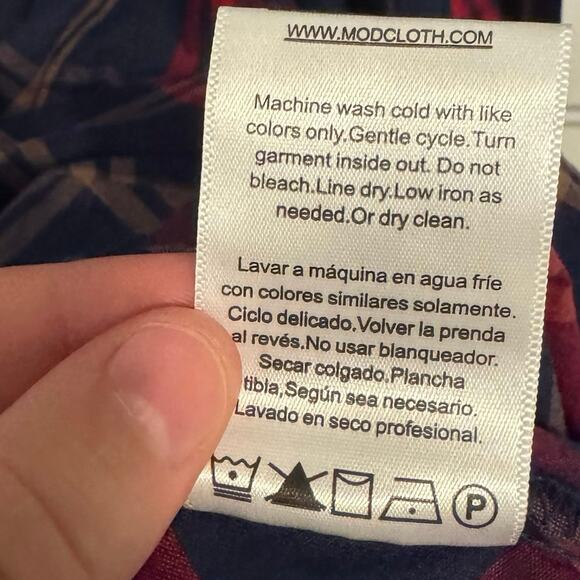 WWW.MODCLOTH.COM
Machine wash cold with like
colors only.Gentle cycle.Turn
garment inside out. Do not
bleach.Line dry.Low iron as
needed.Or dry clean.
Lavar a máquina en agua fríe
con colores similares solamente.
Ciclo delicado.Volver la prenda
al revés.No usar blanqueador.
Secar colgado.Plancha
tibla,Según sea necesario.
Lavado en seco profesional.
P